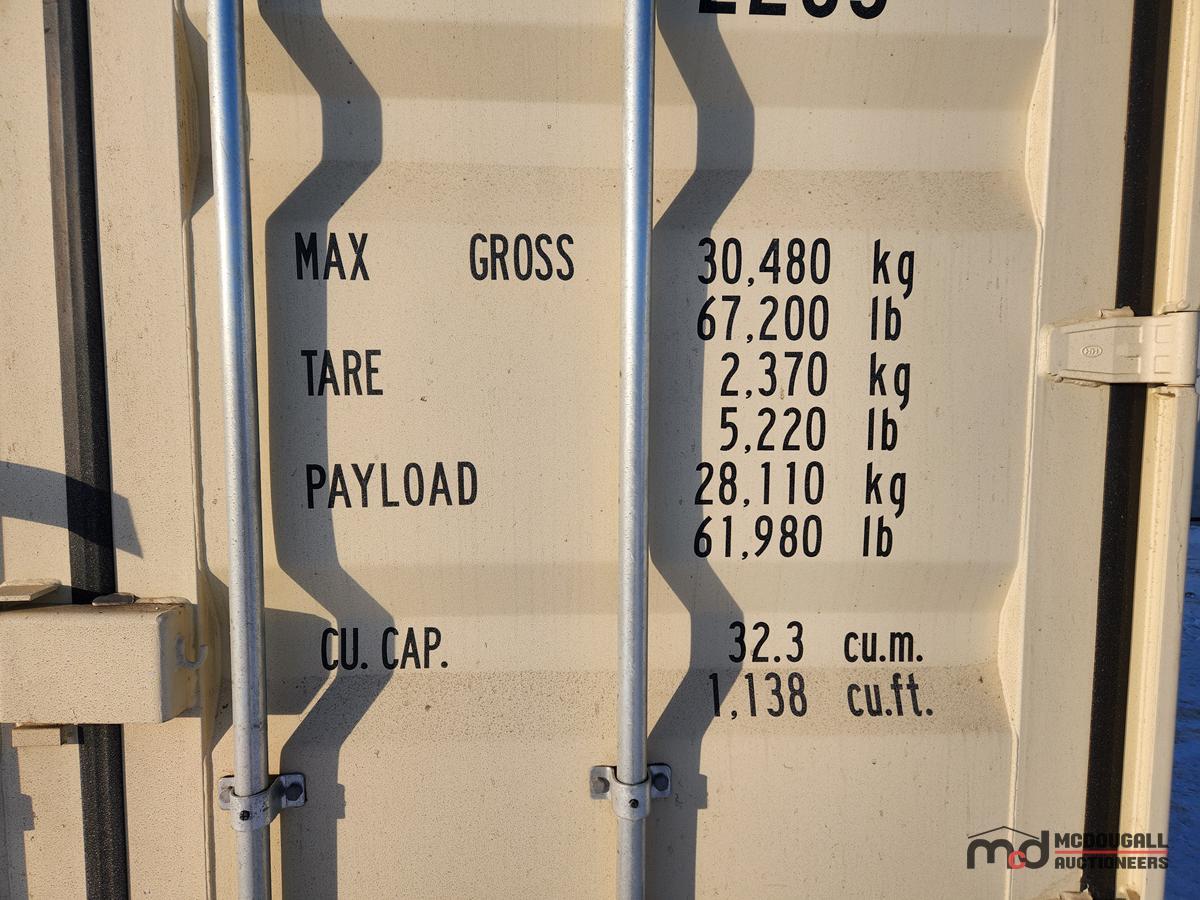 MAX GROSS 30,480 kg
67,200 lb
TARE 2,370 kg
5,220 lb
PAYLOAD 28,110 kg
61,980 lb
CU. CAP. 32.3 cu.m.
1,138 cu.ft.
mcd MCDOUGALL
AUCTIONEERS